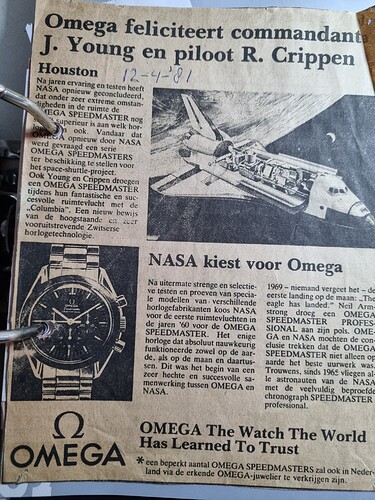 Omega feliciteert commandant
J. Young en piloot R. Crippen
Houston
12-4-'81
Na jaren ervaring en testen heeft
NASA opnieuw geconcludeerd,
dat onder zeer extreme omstan-
digheden in de ruimte de
OMEGA SPEEDMASTER nog
superieur is aan welk hor-
ook. Vandaar dat
OMEGA opnieuw door NASA
werd gevraagd een serie
OMEGA SPEEDMASTERS
ter beschikking te stellen voor
het space-shuttle-project.
Ook Young en Crippen droegen
een OMEGA SPEEDMASTER
tijdens hun fantastische en suc-
cesvolle ruimtevlucht met de
„Columbia”. Een nieuw bewijs
van de hoogstaande en zeer
vooruitstrevende Zwitserse
horlogetechnologie.
NASA kiest voor Omega
Na uitermate strenge en selectie-
ve testen en proeven van specia-
le modellen van verschillende
horlogefabrikanten koos NASA
voor de eerste ruimtevluchten in
de jaren '60 voor de OMEGA
SPEEDMASTER. Het enige
horloge dat absoluut nauwkeurig
funktioneerde zowel op de aar-
de, als op de maan en daartus-
sen. Dit was het begin van een
zeer hechte en succesvolle sa-
menwerking tussen OMEGA en
NASA.
1969 - niemand vergeet het - de
eerste landing op de maan: „The
eagle has landed.” Neil Arm-
strong droeg een OMEGA
SPEEDMASTER PROFES-
SIONAL aan zijn pols. OME-
GA en NASA mochten de con-
clusie trekken dat de OMEGA
SPEEDMASTER niet alleen op
aarde het beste uurwerk was.
Trouwens, sinds 1965 vliegen al-
le astronauten van de NASA
met de veelvuldig beproefde
chronograph SPEEDMASTER
professional.
Ω
OMEGA
OMEGA The Watch The World
Has Learned To Trust
* een beperkt aantal OMEGA SPEEDMASTERS zal ook in Neder-
land via de erkende OMEGA-juwelier te verkrijgen zijn.